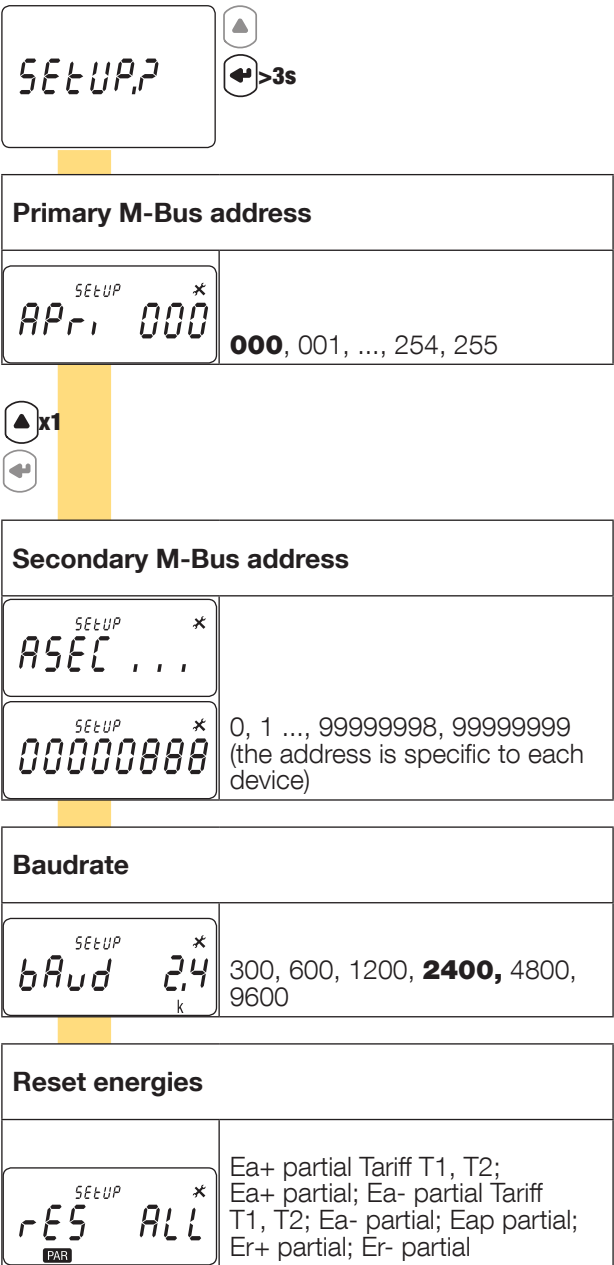 SEtUP,?
>3s
Primary M-Bus address
SEtUP
APri 000
000, 001, ..., 254, 255
x1
Secondary M-Bus address
SEtUP
ASEC ...
SEtUP
00000888
0, 1 ..., 99999998, 99999999
(the address is specific to each
device)
Baudrate
SEtUP
bAud 2,4
k
300, 600, 1200, 2400, 4800,
9600
Reset energies
SEtUP
rES ALL
PAR
Ea+ partial Tariff T1, T2;
Ea+ partial; Ea- partial Tariff
T1, T2; Ea- partial; Eap partial;
Er+ partial; Er- partial